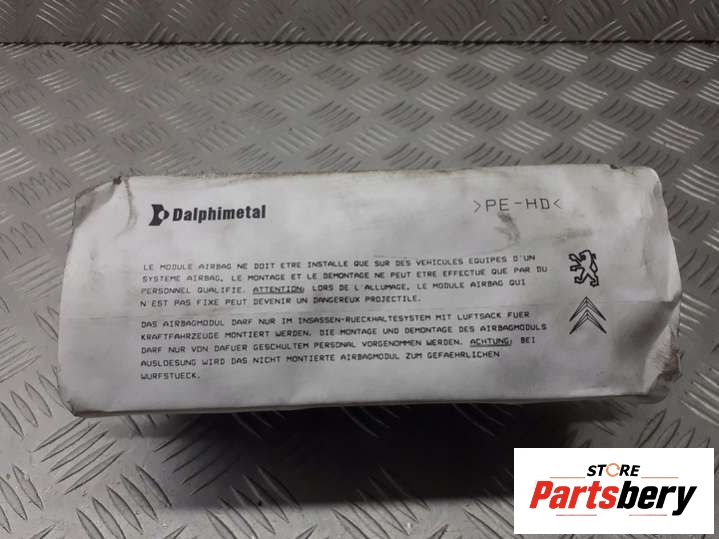 Dalphimetal
>PE-HD<
LE MODULE AIRBAG NE DOIT ETRE INSTALLE QUE SUR DES VEHICULES EQUIPES D'UN
SYSTEME AIRBAG, LE MONTAGE ET LE DEMONTAGE NE PEUT ETRE EFFECTUE QUE PAR DU
PERSONNEL QUALIFIE. ATTENTION: LORS DE L'ALLUMAGE, LE MODULE AIRBAG QUI
N'EST PAS FIXE PEUT DEVENIR UN DANGEREUX PROJECTILE.
DAS AIRBAGMODUL DARF NUR IM INSASSEN-RUECKHALTESYSTEM MIT LUFTSACK FUER
KRAFTFAHRZEUGE MONTIERT WERDEN. DIE MONTAGE UND DEMONTAGE DES AIRBAGMODULS
DARF NUR VON DAFUER GESCHULTEM PERSONAL VORGENOMMEN WERDEN. ACHTUNG: BEI
AUSLOESUNG WIRD DAS NICHT MONTIERTE AIRBAGMODUL ZUM GEFAEHRLICHEN
WURFSTUECK.
STORE
Partsbery